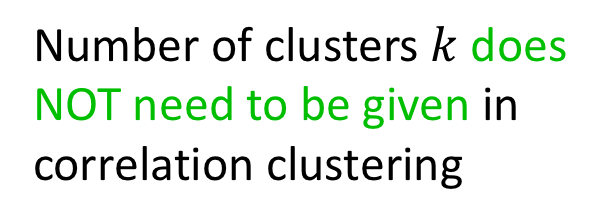 Number of clusters 𝑘 does
NOT need to be given in
correlation clustering